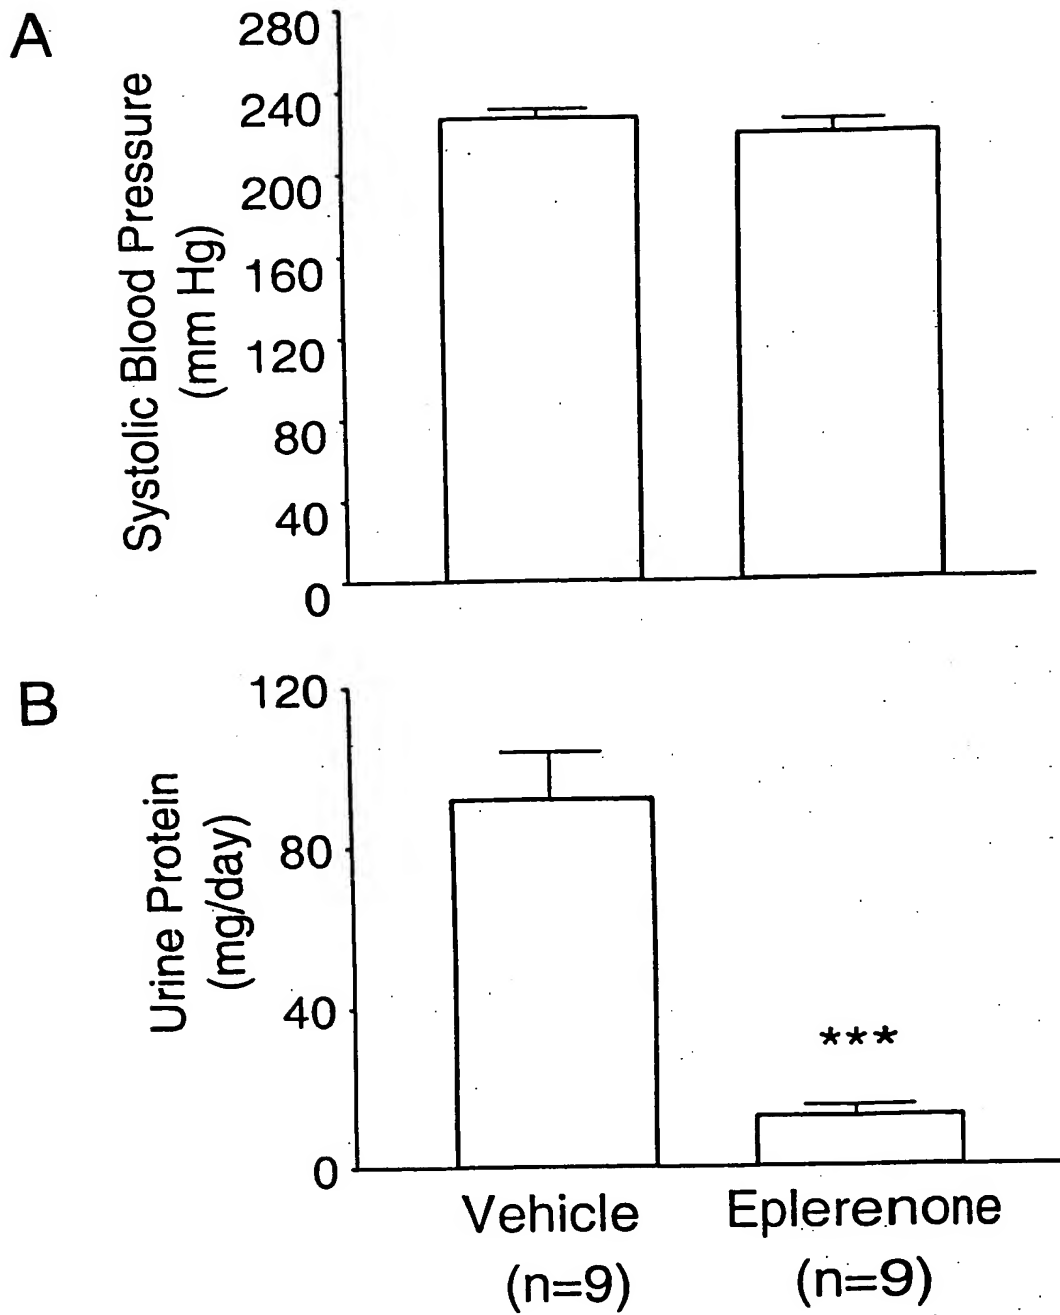 A
Systolic Blood Pressure
(mm Hg)
280
240
200
160
120
80
40
0
B
Urine Protein
(mg/day)
120
80
40
0
***
Vehicle
Eplerenone
(n=9)
(n=9)